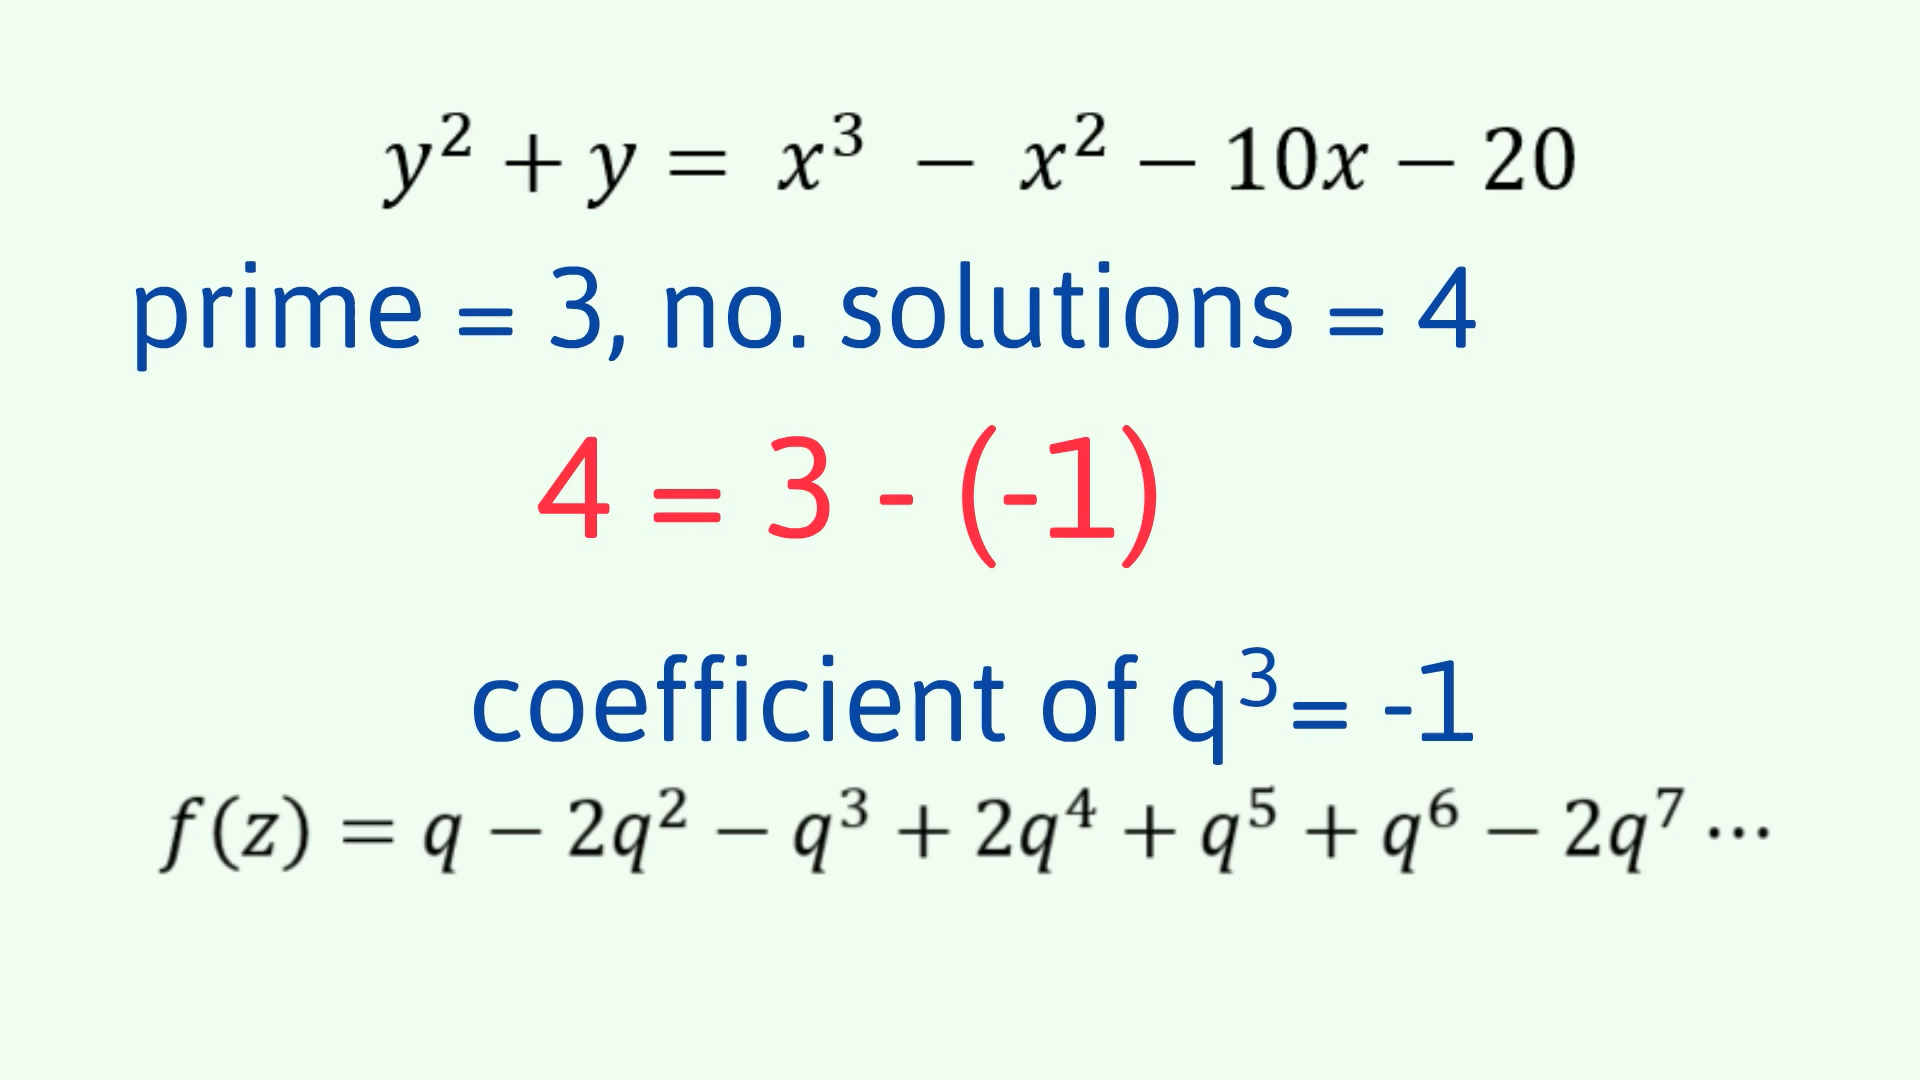 y² + y = x³ − x² − 10x − 20
prime = 3, no. solutions = 4
4 = 3 - (-1)
coefficient of q³= -1
f(z) = q − 2q² − q³ + 2q⁴ + q⁵ + q⁶ − 2q⁷ ⋯